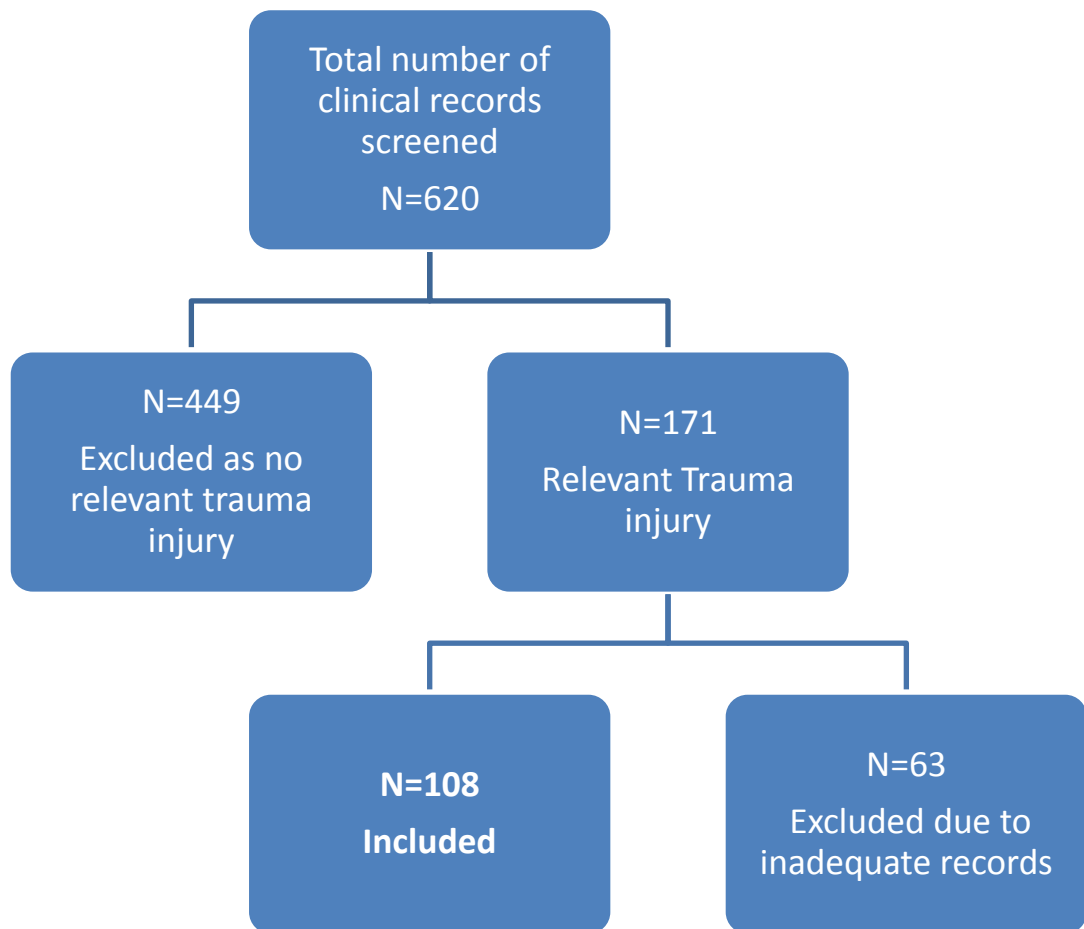 Total number of
clinical records
screened
N=620
N=449
Excluded as no
relevant trauma
injury
N=171
Relevant Trauma
injury
N=108
Included
N=63
Excluded due to
inadequate records